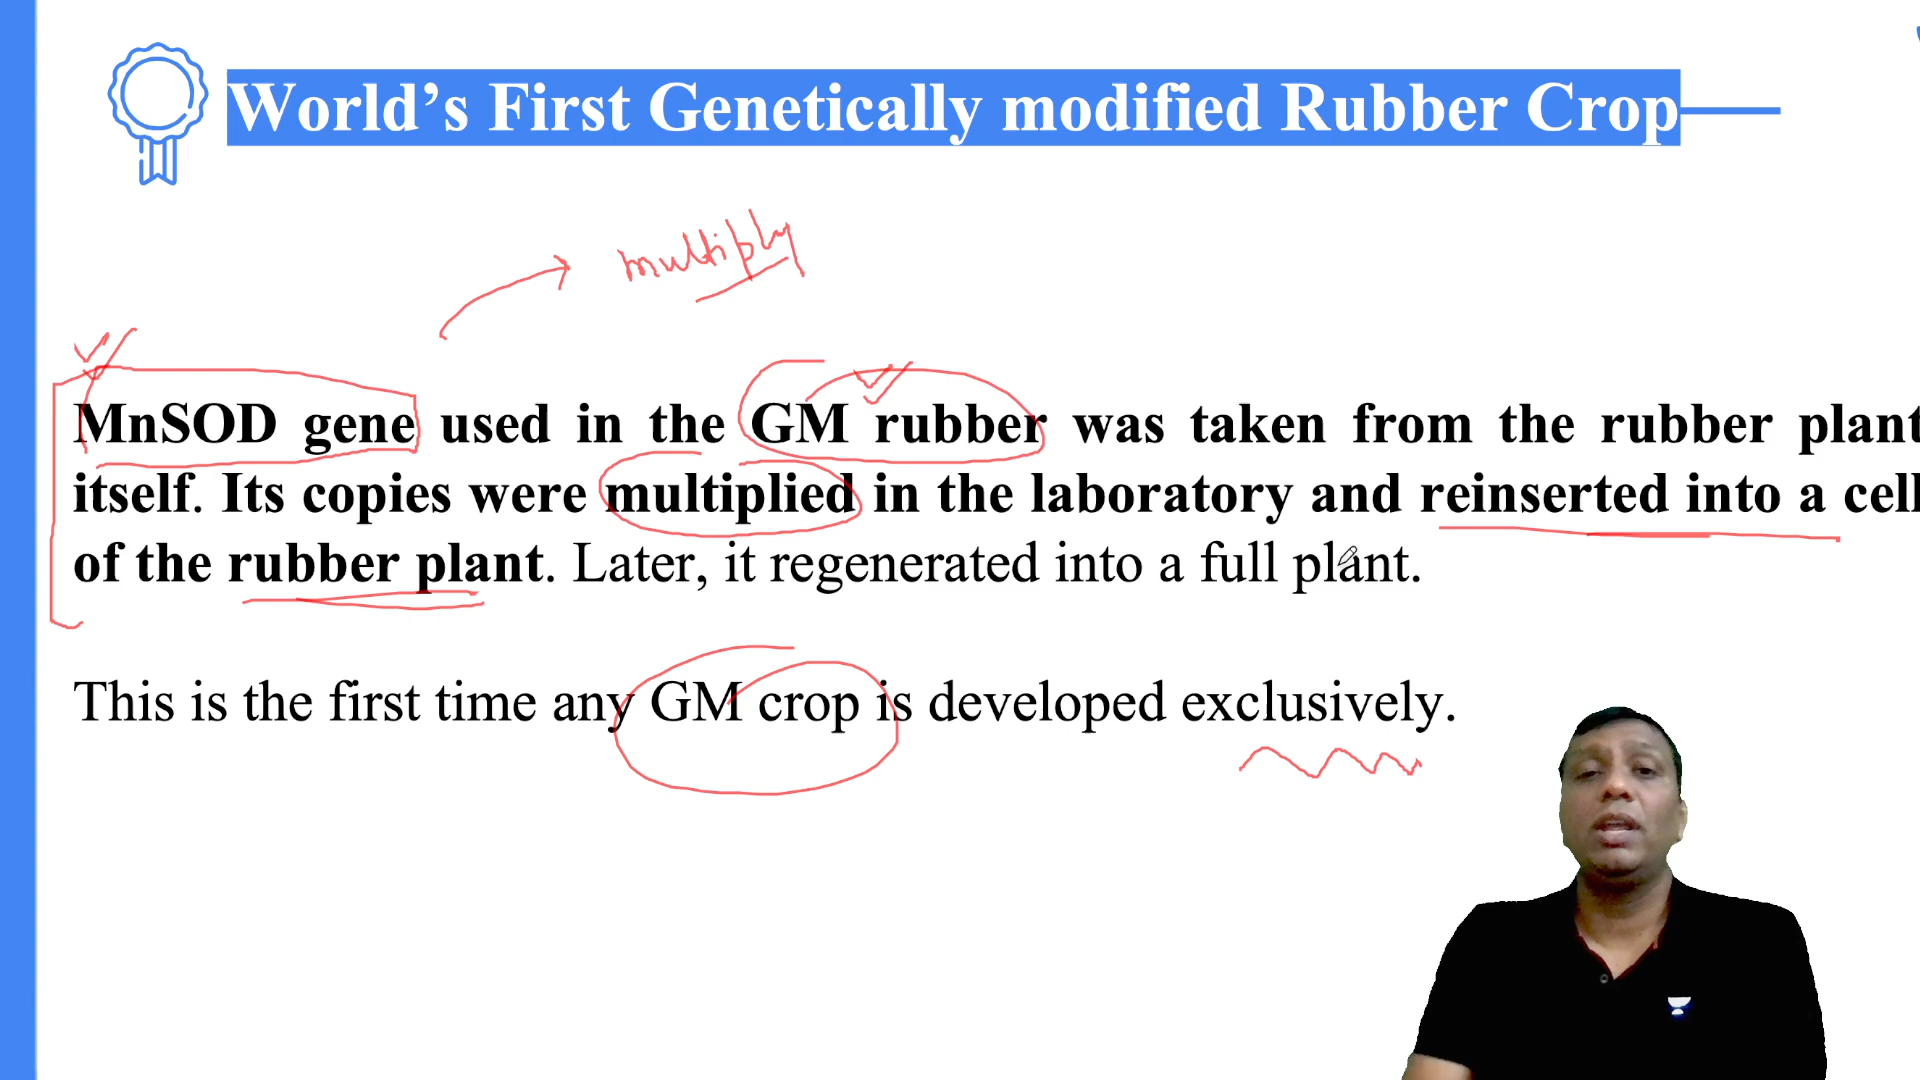 World's First Genetically modified Rubber Crop
multiply
MnSOD gene used in the GM rubber was taken from the rubber plant
itself. Its copies were multiplied in the laboratory and reinserted into a cell
of the rubber plant. Later, it regenerated into a full plant.
This is the first time any GM crop is developed exclusively.